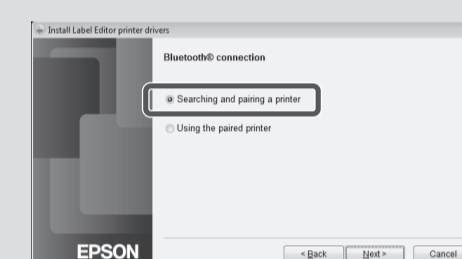 Install Label Editor printer drivers
Bluetooth® connection
Searching and pairing a printer
Using the paired printer
EPSON
< Back Next > Cancel